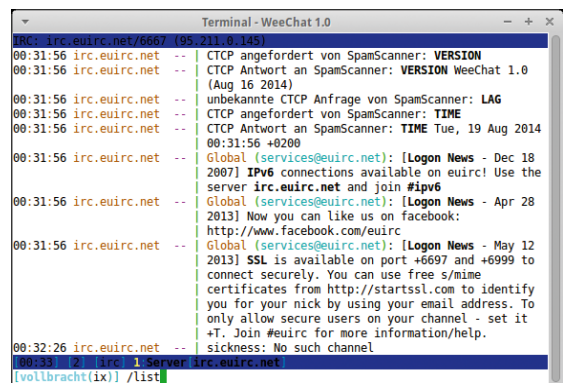 Terminal - WeeChat 1.0
IRC: irc.euirc.net/6667 (95.211.0.145)
00:31:56 irc.euirc.net -- | CTCP angefordert von SpamScanner: VERSION
00:31:56 irc.euirc.net -- | CTCP Antwort an SpamScanner: VERSION WeeChat 1.0
| (Aug 16 2014)
00:31:56 irc.euirc.net -- | unbekannte CTCP Anfrage von SpamScanner: LAG
00:31:56 irc.euirc.net -- | CTCP angefordert von SpamScanner: TIME
00:31:56 irc.euirc.net -- | CTCP Antwort an SpamScanner: TIME Tue, 19 Aug 2014
| 00:31:56 +0200
00:31:56 irc.euirc.net -- | Global (services@euirc.net): [Logon News - Dec 18
| 2007] IPv6 connections available on euirc! Use the
| server irc.euirc.net and join #ipv6
00:31:56 irc.euirc.net -- | Global (services@euirc.net): [Logon News - Apr 28
| 2013] Now you can like us on facebook:
| http://www.facebook.com/euirc
00:31:56 irc.euirc.net -- | Global (services@euirc.net): [Logon News - May 12
| 2013] SSL is available on port +6697 and +6999 to
| connect securely. You can use free s/mime
| certificates from http://startssl.com to identify
| you for your nick by using your email address. To
| only allow secure users on your channel - set it
| +T. Join #euirc for more information/help.
00:32:26 irc.euirc.net -- | sickness: No such channel
[00:33] [2] [irc] 1:Server[irc.euirc.net]
[vollbracht(ix)] /list